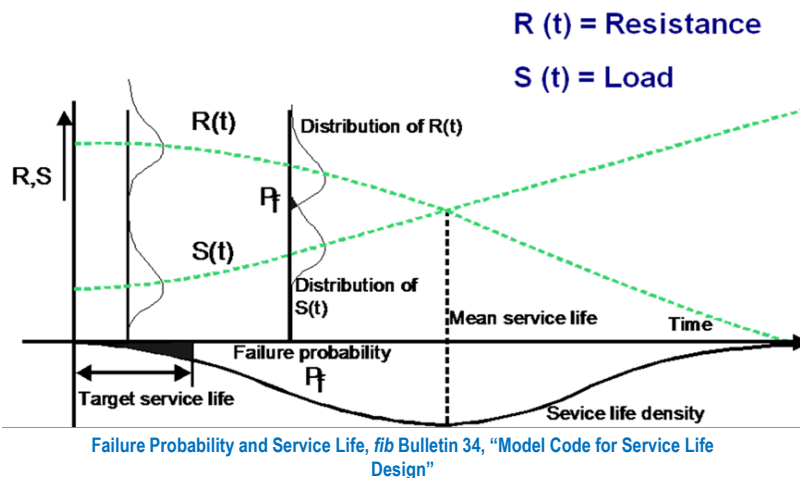 R (t) = Resistance
S (t) = Load
R(t)
Distribution of R(t)
R,S
Pf
S(t)
Distribution of
S(t)
Mean service life
Time
Failure probability
Pf
Target service life
Sevice life density
Failure Probability and Service Life, fib Bulletin 34, “Model Code for Service Life
Design”